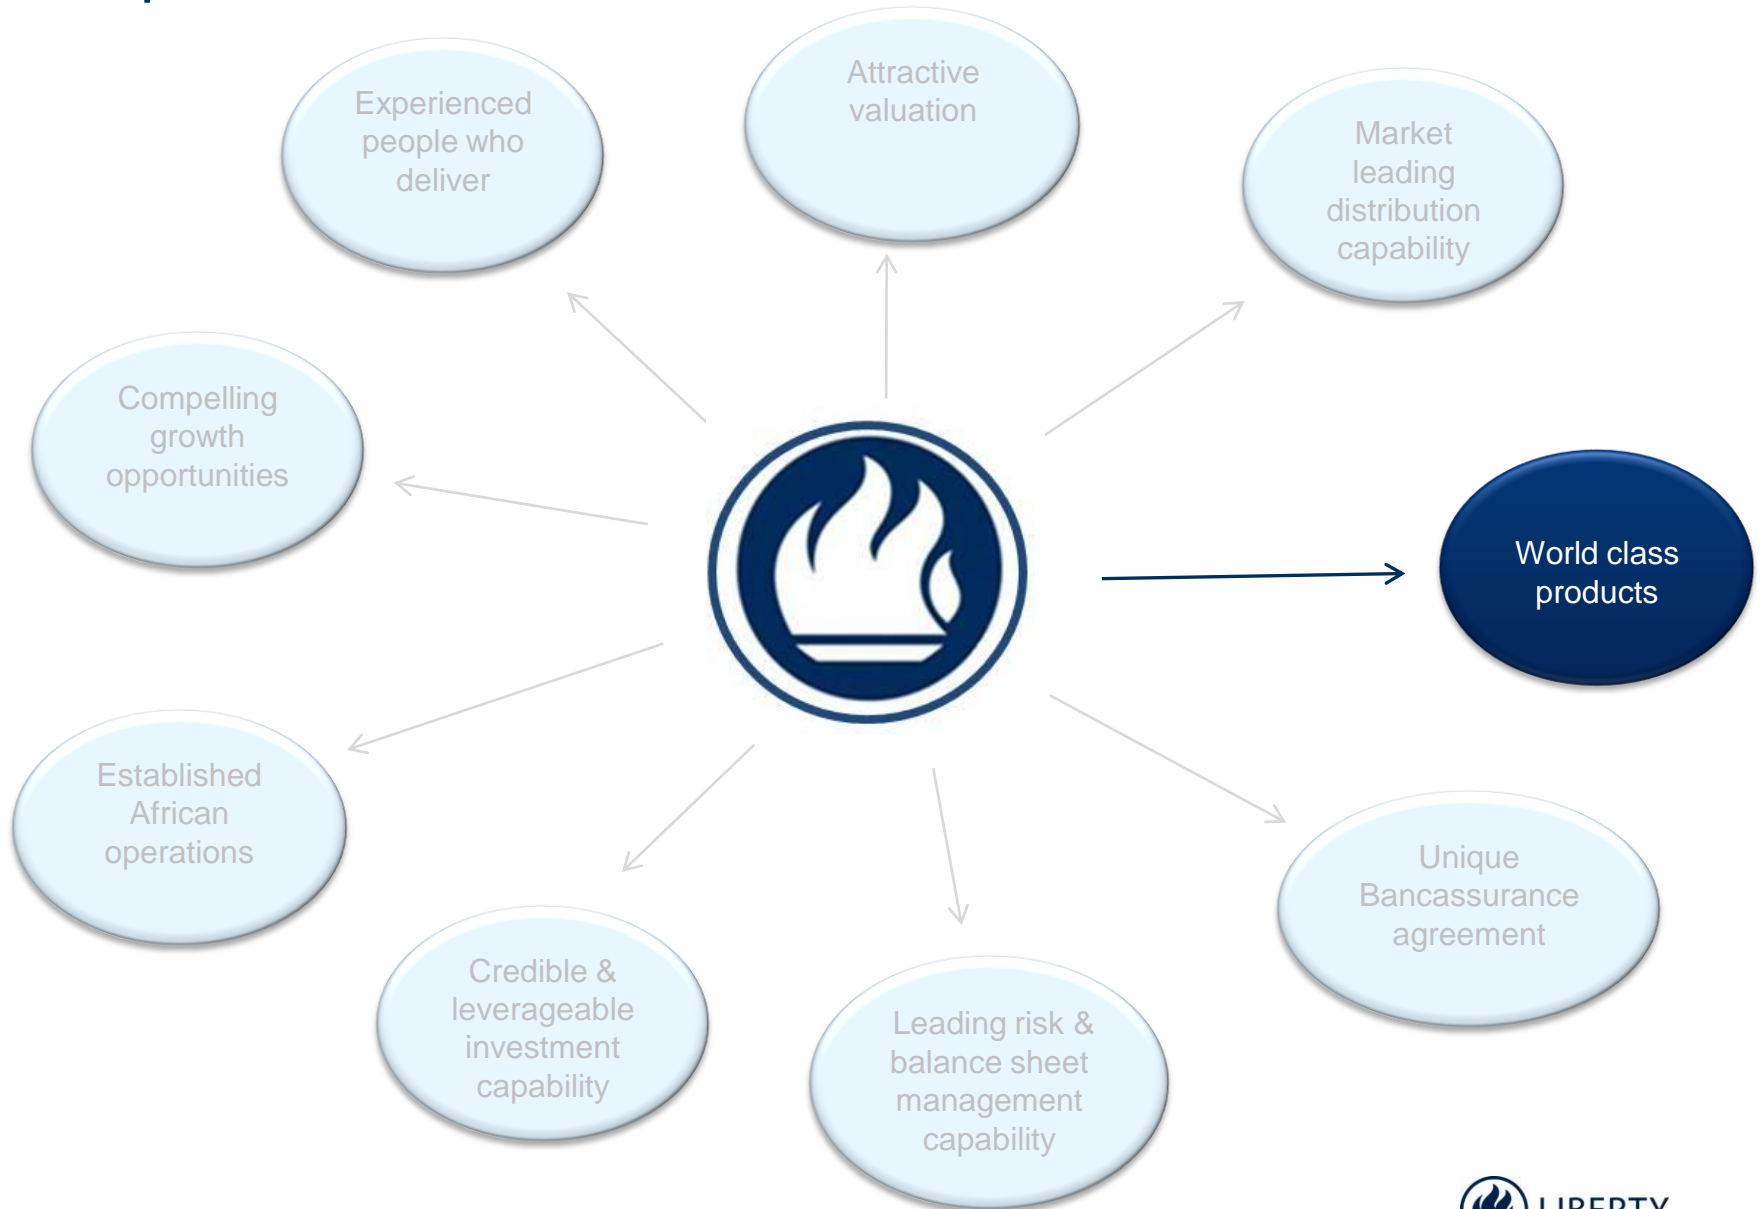 Attractive
valuation
Experienced
people who
deliver
Market
leading
distribution
capability
Compelling
growth
opportunities
World class
products
Established
African
operations
Unique
Bancassurance
agreement
Credible &
leverageable
investment
capability
Leading risk &
balance sheet
management
capability
LIBERTY